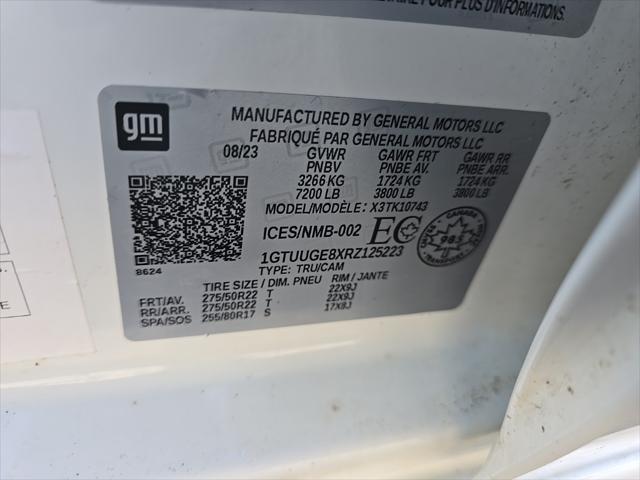 PLUS D'INFORMATIONS.
gm
MANUFACTURED BY GENERAL MOTORS LLC
FABRIQUÉ PAR GENERAL MOTORS LLC
08/23 GVWR GAWR FRT GAWR RR
PNBV PNBE AV. PNBE ARR.
3266 KG 1724 KG 1724 KG
7200 LB 3800 LB 3800 LB
MODEL/MODÈLE: X3TK10743
ICES/NMB-002 EC
CANADA
985
8624
1GTUUGE8XRZ125223
TYPE: TRU/CAM
TIRE SIZE / DIM. PNEU RIM / JANTE
FRT/AV. 275/50R22 T 22X9J
RR/ARR. 275/50R22 T 22X9J
SPA/SOS 255/80R17 S 17X8J